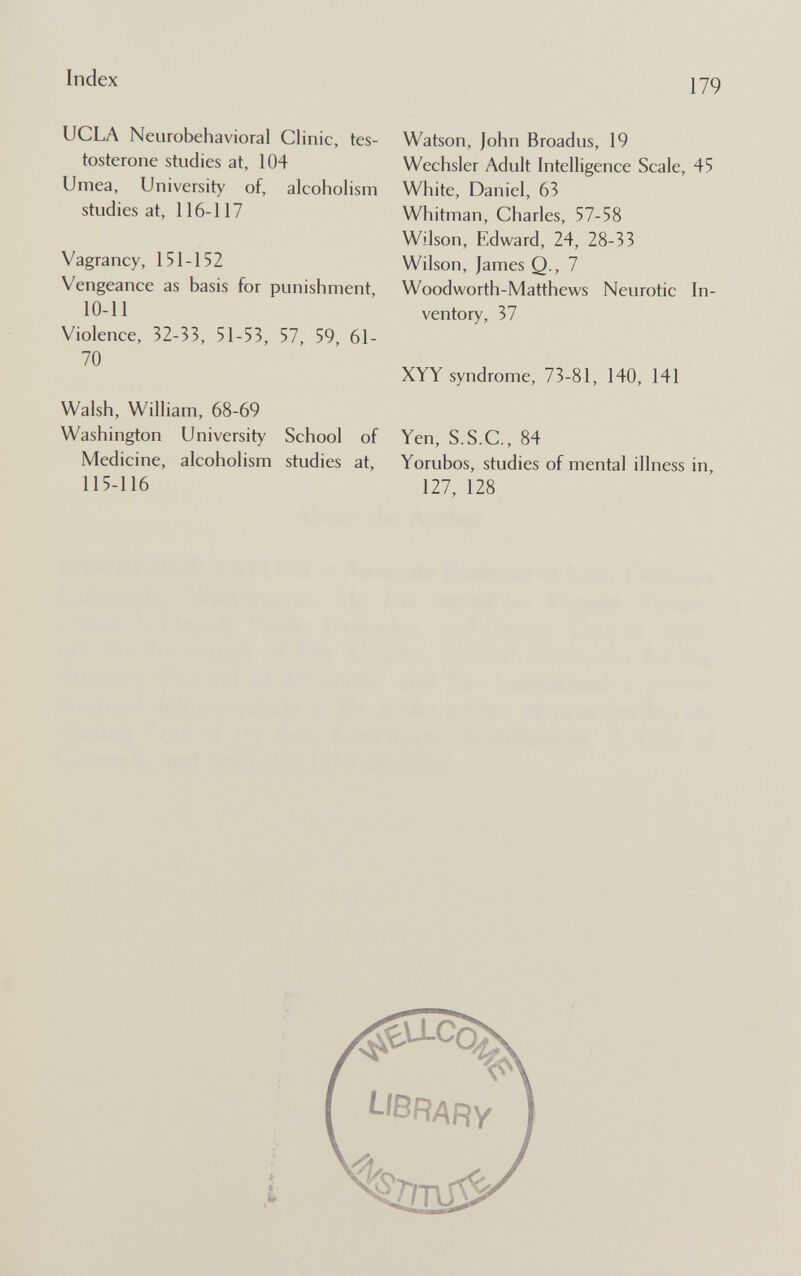 Index
179
UCLA Neurobehavioral Clinic, tes-
tosterone studies at, 104
Umea, University of, alcoholism
studies at, 116-117
Vagrancy, 151-152
Vengeance as basis for punishment,
10-11
Violence, 32-33, 51-53, 57, 59, 61-
70
Walsh, William, 68-69
Washington University School of
Medicine, alcoholism studies at,
115-116
Watson, John Broadus, 19
Wechsler Adult Intelligence Scale, 45
White, Daniel, 63
Whitman, Charles, 57-58
Wilson, Edward, 24, 28-33
Wilson, James Q., 7
Woodworth-Matthews Neurotic In-
ventory, 37
XYY syndrome, 73-81, 140, 141
Yen, S.S.C., 84
Yorubos, studies of mental illness in,
127, 128
WELLCOME
LIBRARY
INSTITUTE